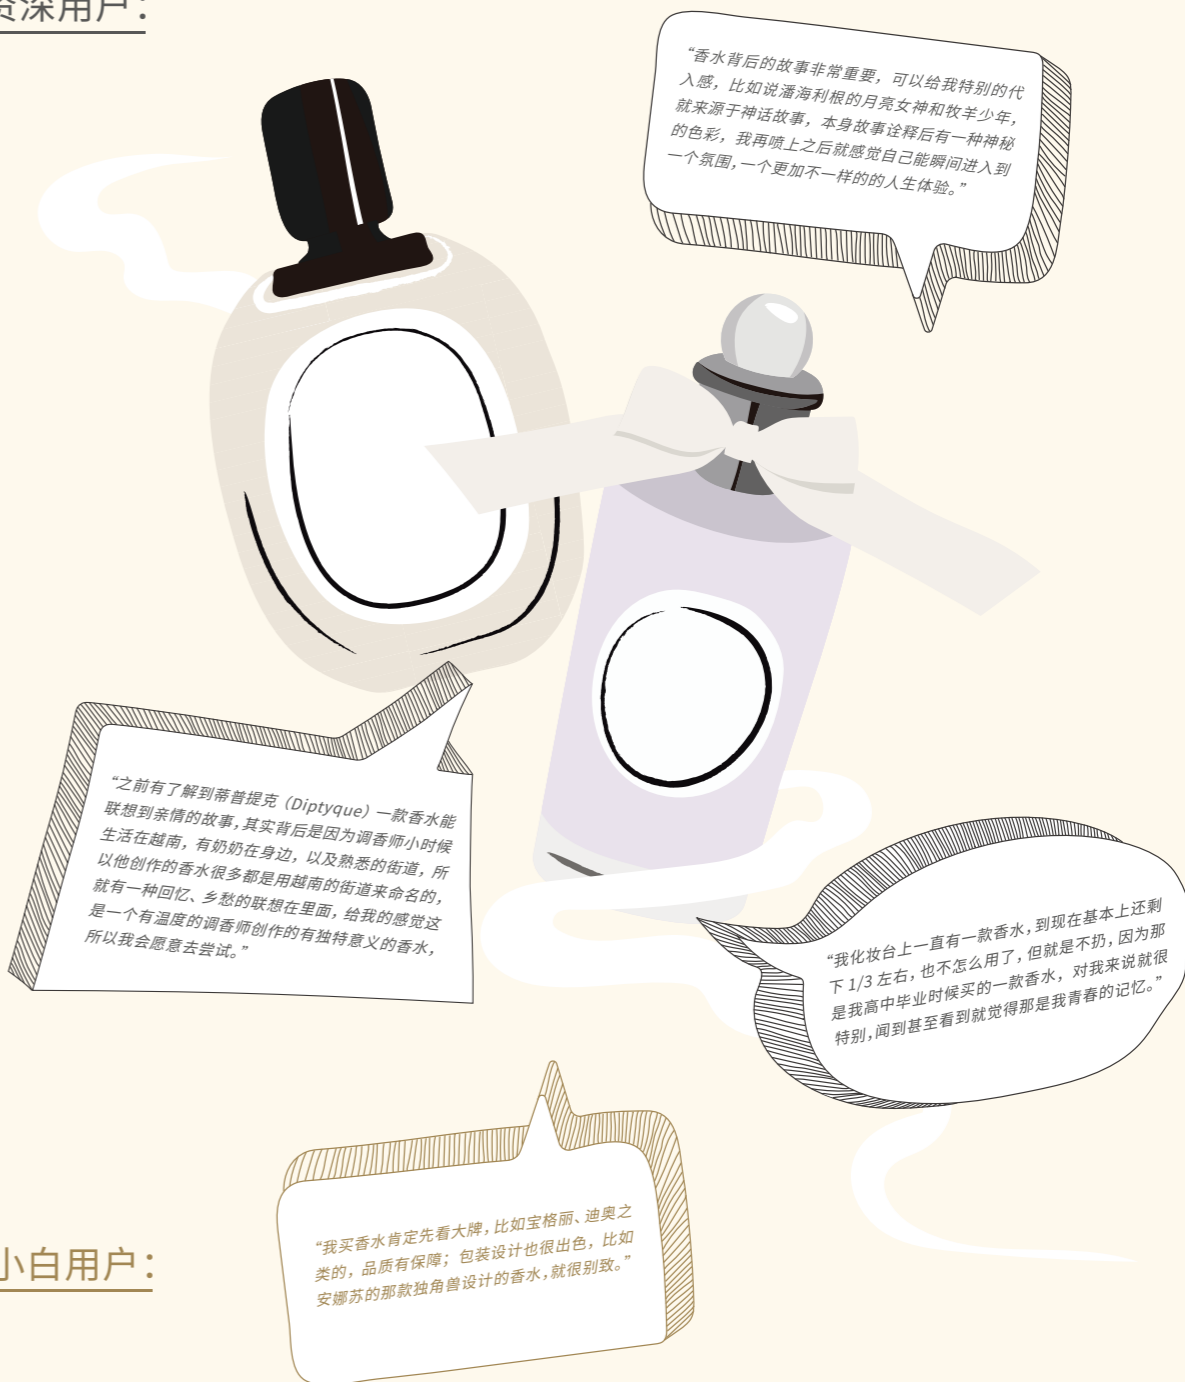 资深用户：
“香水背后的故事非常重要，可以给我特别的代
入感，比如说潘海利根的月亮女神和牧羊少年，
就来源于神话故事，本身故事诠释后有一种神秘
的色彩，我再喷上之后就感觉自己能瞬间进入到
一个氛围，一个更加不一样的的人生体验。”
“之前有了解到蒂普提克（Diptyque）一款香水能
联想到亲情的故事，其实背后是因为调香师小时候
生活在越南，有奶奶在身边，以及熟悉的街道，所
以他创作的香水很多都是用越南的街道来命名的，
就有一种回忆、乡愁的联想在里面，给我的感觉这
是一个有温度的调香师创作的有独特意义的香水，
所以我会愿意去尝试。”
“我化妆台上一直有一款香水，到现在基本上还剩
下 1/3 左右，也不怎么用了，但就是不扔，因为那
是我高中毕业时候买的一款香水，对我来说就很
特别，闻到甚至看到就觉得那是我青春的记忆。”
小白用户：
“我买香水肯定先看大牌，比如宝格丽、迪奥之
类的，品质有保障；包装设计也很出色，比如
安娜苏的那款独角兽设计的香水，就很别致。”